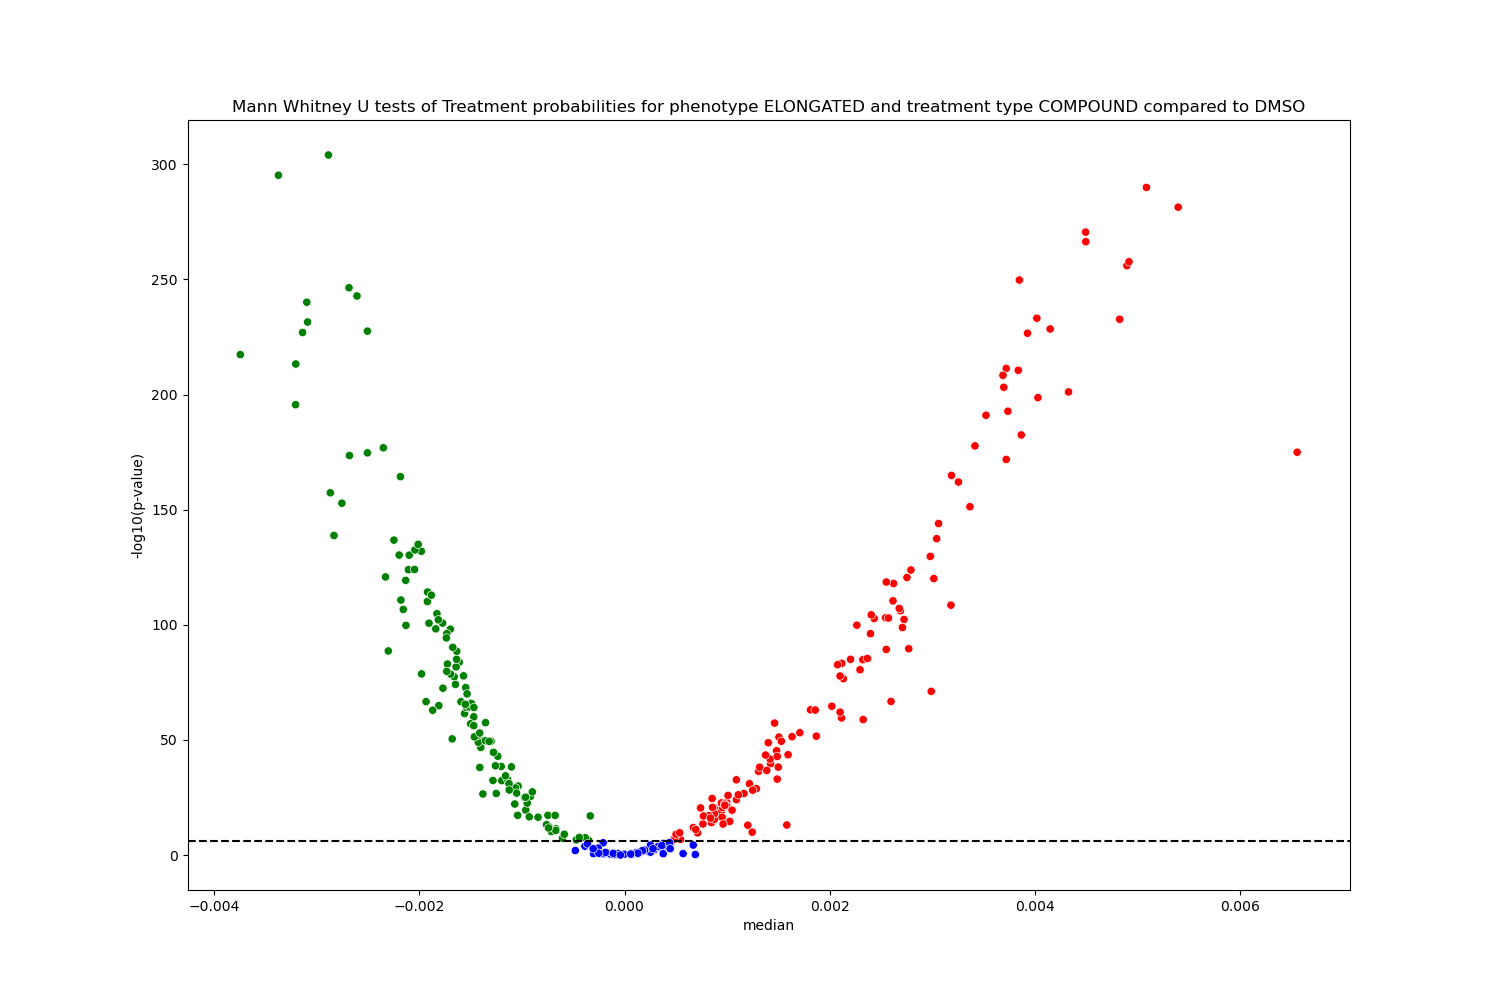 Mann Whitney U tests of Treatment probabilities for phenotype ELONGATED and treatment type COMPOUND compared to DMSO
300
250
200
150
100
50
0
-log10(p-value)
−0.004 −0.002 0.000 0.002 0.004 0.006
median